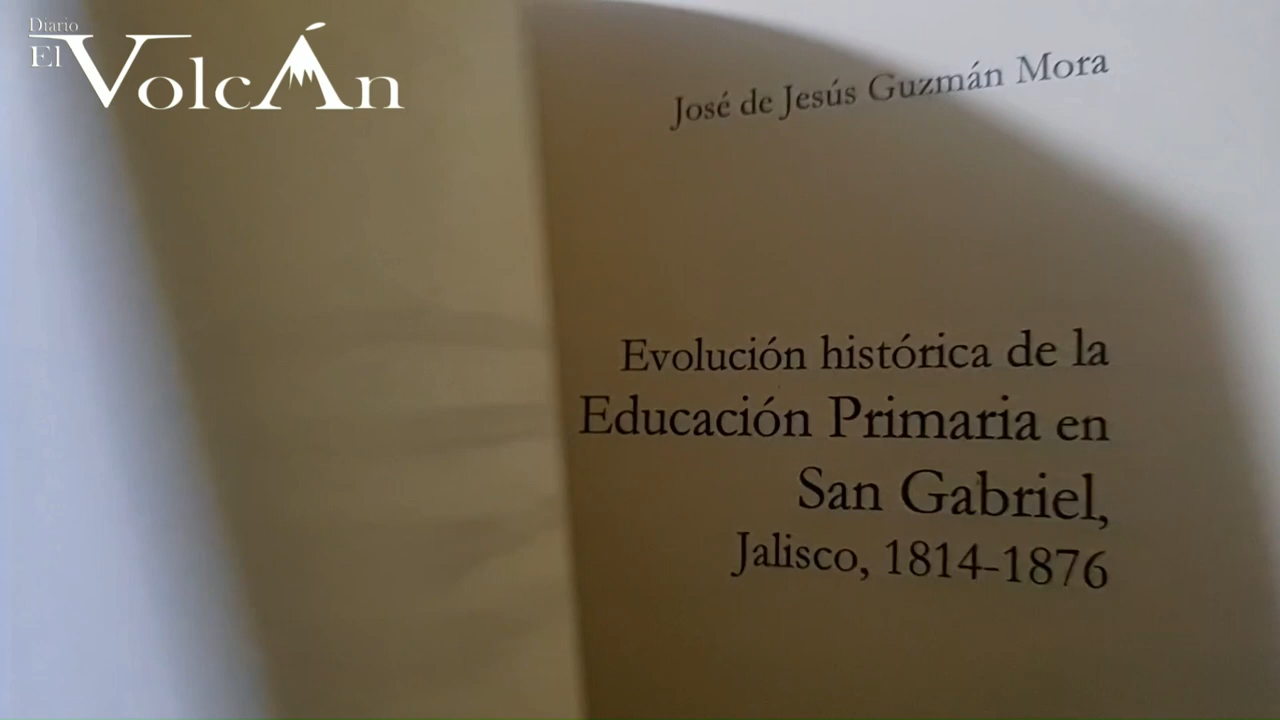 Diario
El Volcán
José de Jesús Guzmán Mora
Evolución histórica de la
Educación Primaria en
San Gabriel,
Jalisco, 1814-1876